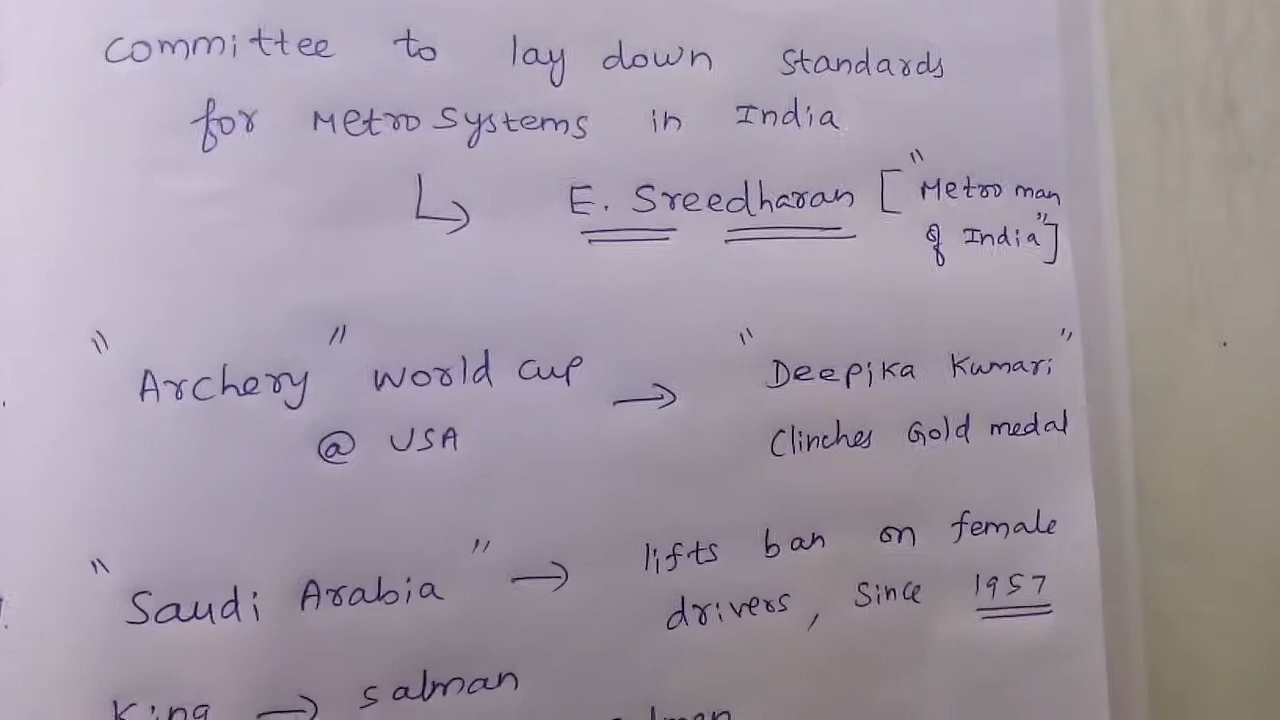 committee to lay down standards
for Metro Systems in India
↳ E. Sreedharan ["Metro man
of India"]
"Archery" world cup → "Deepika Kumari"
@ USA Clinches Gold medal
"Saudi Arabia" → lifts ban on female
drivers, Since 1957
King → Salman